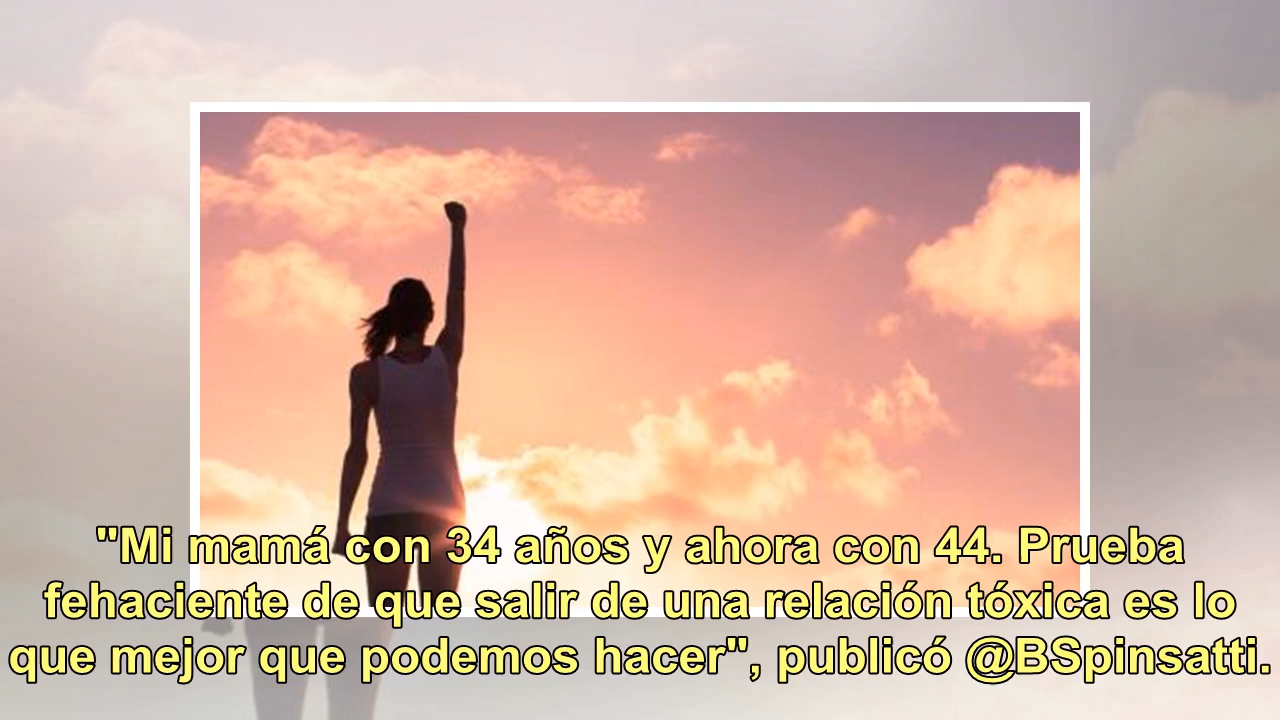 "Mi mamá con 34 años y ahora con 44. Prueba
fehaciente de que salir de una relación tóxica es lo
que mejor que podemos hacer", publicó @BSpinsatti.